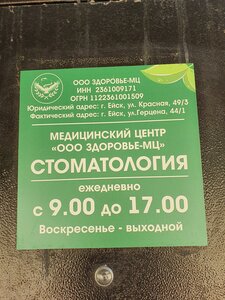 ООО ЗДОРОВЬЕ-МЦ
ИНН 2361009171
ОГРН 1122361001509
Юридический адрес: г. Ейск, ул. Красная, 49/3
Фактический адрес: г. Ейск, ул.Герцена, 44/1
МЕДИЦИНСКИЙ ЦЕНТР
«ООО ЗДОРОВЬЕ-МЦ»
СТОМАТОЛОГИЯ
ежедневно
с 9.00 до 17.00
Воскресенье - выходной